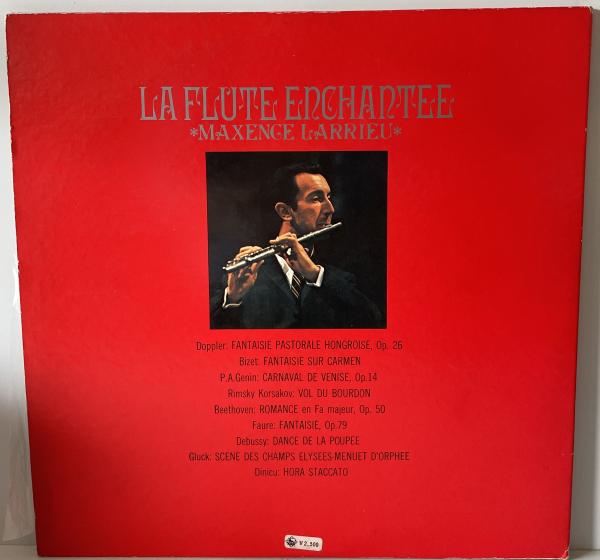 LA FLUTE ENCHANTEE
*MAXENCE LARRIEU*
Doppler: FANTAISIE PASTORALE HONGROISE, Op. 26
Bizet: FANTAISIE SUR CARMEN
P.A.Genin: CARNAVAL DE VENISE, Op.14
Rimsky Korsakov: VOL DU BOURDON
Beethoven: ROMANCE en Fa majeur, Op. 50
Faure: FANTAISIE, Op.79
Debussy: DANCE DE LA POUPEE
Gluck: SCENE DES CHAMPS ELYSEES-MENUET D'ORPHEE
Dinicu: HORA STACCATO
¥2,300